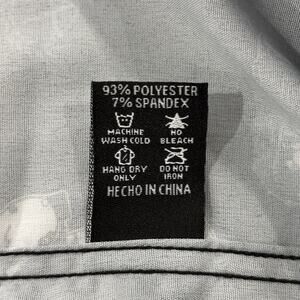 93% POLYESTER
7% SPANDEX
MACHINE
WASH COLD
NO
BLEACH
HANG DRY
ONLY
DO NOT
IRON
HECHO IN CHINA